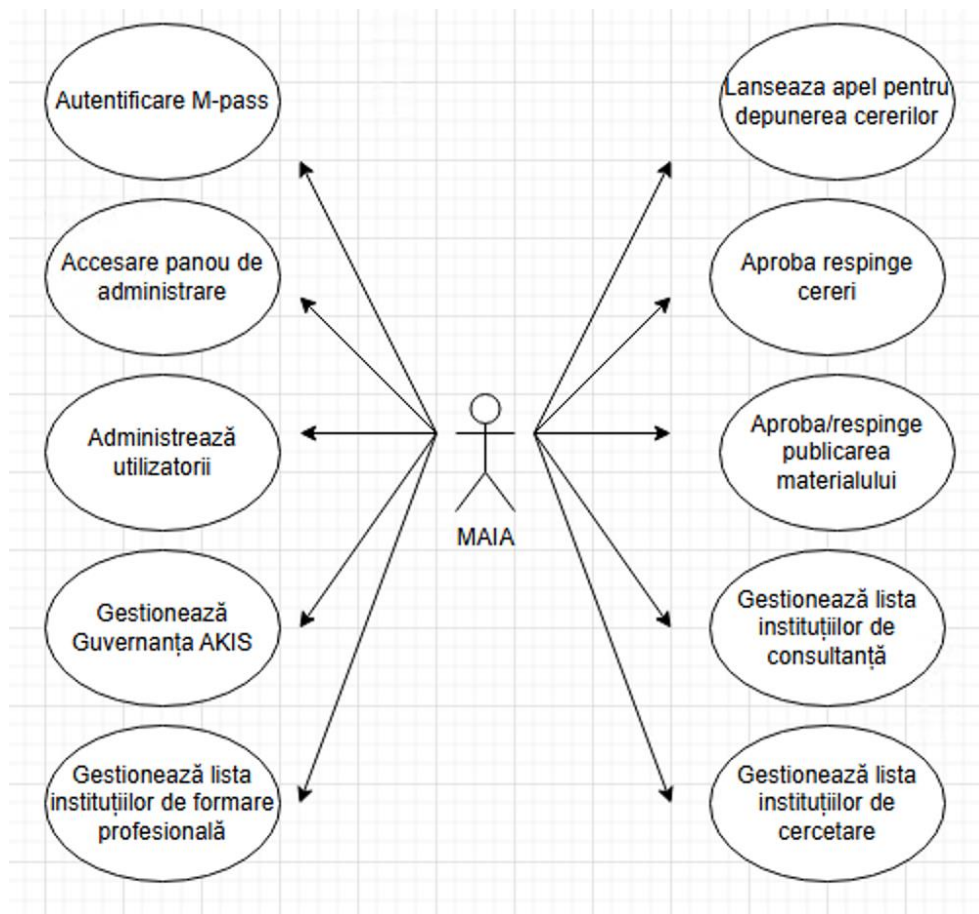 Autentificare M-pass
Accesare panou de
administrare
Administrează
utilizatorii
Gestionează
Guvernanța AKIS
Gestionează lista
instituțiilor de formare
profesională
MAIA
Lanseaza apel pentru
depunerea cererilor
Aproba respinge
cereri
Aproba/respinge
publicarea
materialului
Gestionează lista
instituțiilor de
consultanță
Gestionează lista
instituțiilor de
cercetare